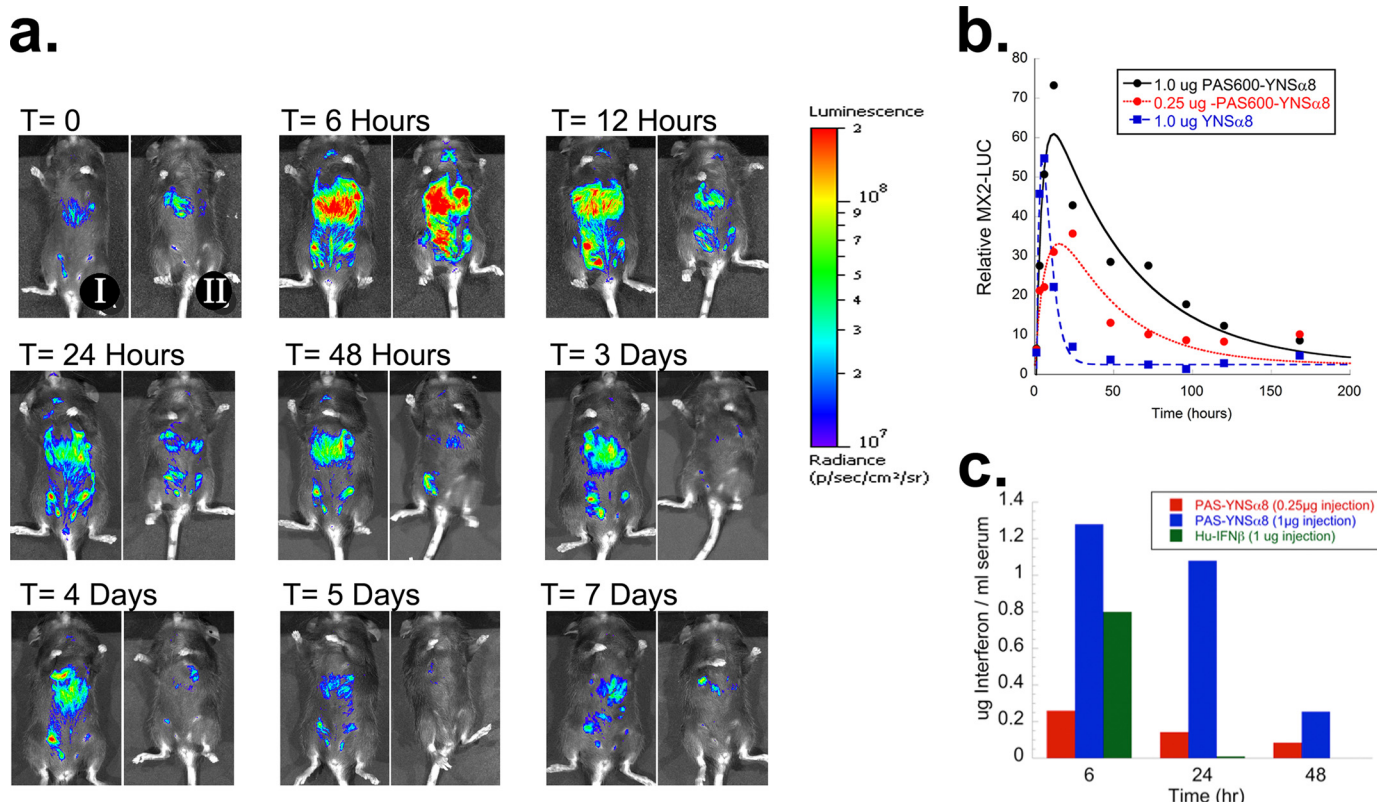 a.
T= 0
T= 6 Hours
T= 12 Hours
I
II
T= 24 Hours
T= 48 Hours
T= 3 Days
T= 4 Days
T= 5 Days
T= 7 Days
Luminescence
2
10⁸
9
8
7
6
5
4
3
2
10⁷
Radiance
(p/sec/cm²/sr)
b.
80
70
60
50
40
30
20
10
0
Relative MX2-LUC
1.0 ug PAS600-YNSα8
0.25 ug -PAS600-YNSα8
1.0 ug YNSα8
0 50 100 150 200
Time (hours)
c.
1.4
1.2
1
0.8
0.6
0.4
0.2
0
ug Interferon / ml serum
PAS-YNSα8 (0.25µg injection)
PAS-YNSα8 (1µg injection)
Hu-IFNβ (1 ug injection)
6 24 48
Time (hr)